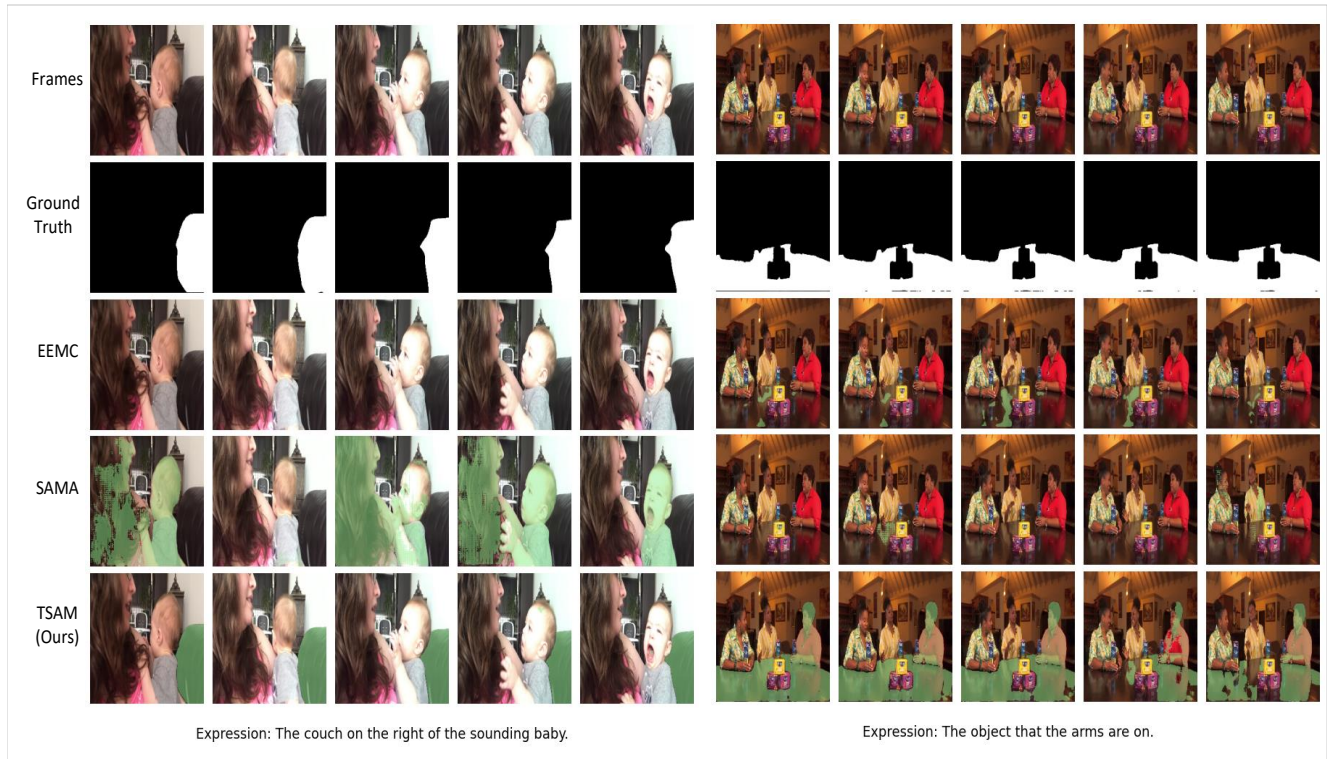 Frames
Ground
Truth
EEMC
SAMA
TSAM
(Ours)
Expression: The couch on the right of the sounding baby.
Expression: The object that the arms are on.